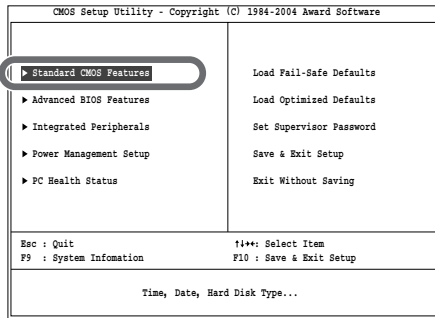 CMOS Setup Utility - Copyright (C) 1984-2004 Award Software
▶ Standard CMOS Features
▶ Advanced BIOS Features
▶ Integrated Peripherals
▶ Power Management Setup
▶ PC Health Status
Load Fail-Safe Defaults
Load Optimized Defaults
Set Supervisor Password
Save & Exit Setup
Exit Without Saving
Esc : Quit
F9 : System Infomation
↑↓→←: Select Item
F10 : Save & Exit Setup
Time, Date, Hard Disk Type...